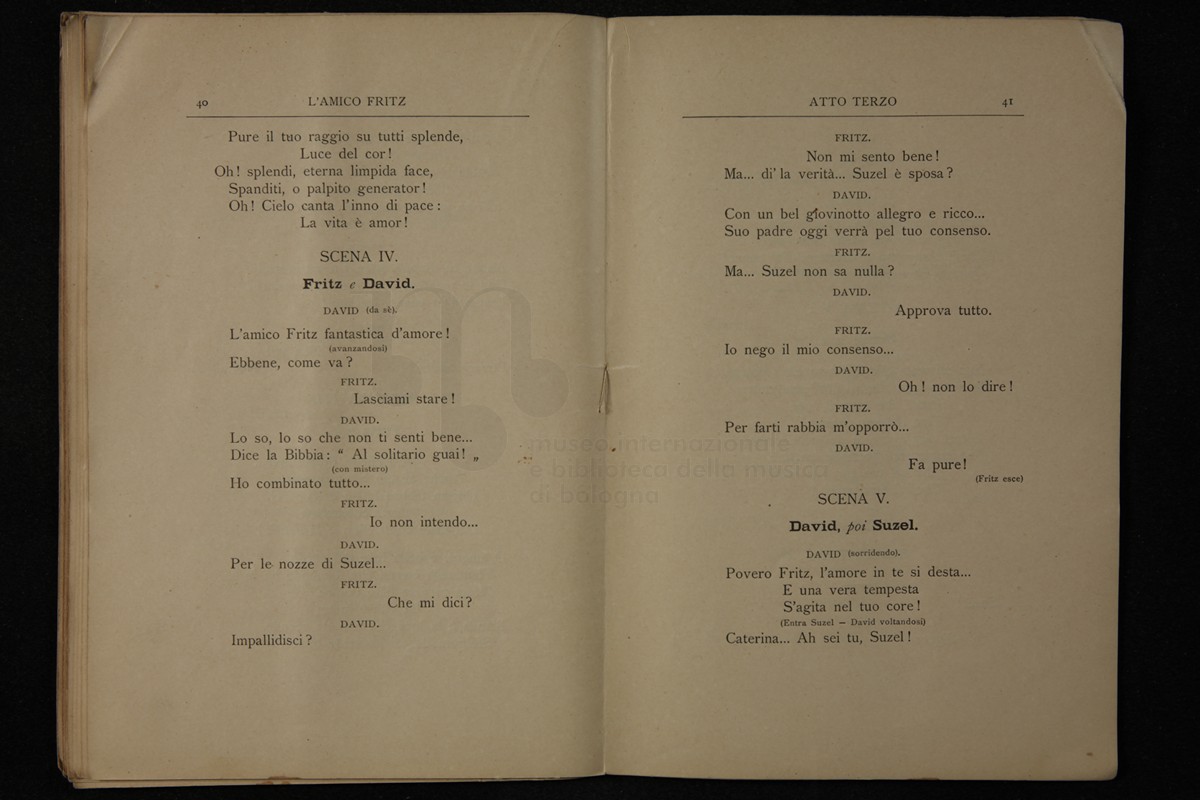 40 L'AMICO FRITZ
Pure il tuo raggio su tutti splende,
Luce del cor!
Oh! splendi, eterna limpida face,
Spanditi, o palpito generator!
Oh! Cielo canta l'inno di pace:
La vita è amor!
SCENA IV.
Fritz e David.
DAVID (da sè).
L'amico Fritz fantastica d'amore!
(avanzandosi)
Ebbene, come va?
FRITZ.
Lasciami stare!
DAVID.
Lo so, lo so che non ti senti bene...
Dice la Bibbia: “ Al solitario guai! „
(con mistero)
Ho combinato tutto...
FRITZ.
Io non intendo...
DAVID.
Per le nozze di Suzel...
FRITZ.
Che mi dici?
DAVID.
Impallidisci?
ATTO TERZO 41
FRITZ.
Non mi sento bene!
Ma... di' la verità... Suzel è sposa?
DAVID.
Con un bel giovinotto allegro e ricco...
Suo padre oggi verrà pel tuo consenso.
FRITZ.
Ma... Suzel non sa nulla?
DAVID.
Approva tutto.
FRITZ.
Io nego il mio consenso...
DAVID.
Oh! non lo dire!
FRITZ.
Per farti rabbia m'opporrò...
DAVID.
Fa pure!
(Fritz esce)
SCENA V.
David, poi Suzel.
DAVID (sorridendo).
Povero Fritz, l'amore in te si desta...
E una vera tempesta
S'agita nel tuo core!
(Entra Suzel — David voltandosi)
Caterina... Ah sei tu, Suzel!
museo internazionale
e biblioteca della musica
di bologna